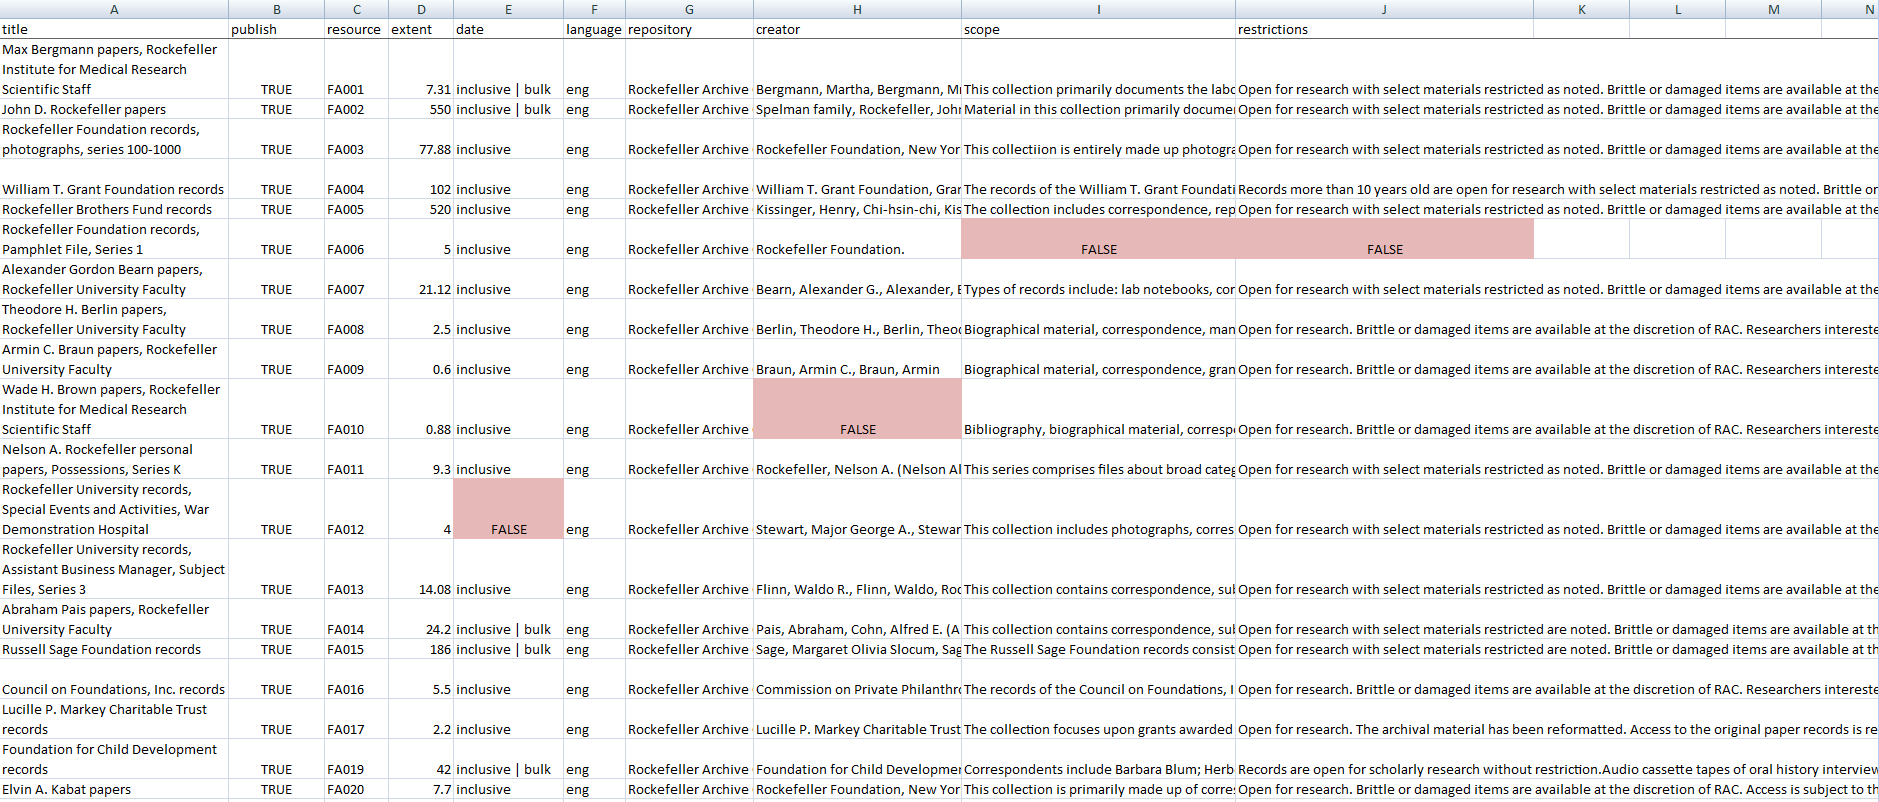 A B C D E F G H I J K L M N
title publish resource extent date language repository creator scope restrictions
Max Bergmann papers, Rockefeller
Institute for Medical Research
Scientific Staff TRUE FA001 7.31 inclusive | bulk eng Rockefeller Archive Bergmann, Martha, Bergmann, M This collection primarily documents the labo Open for research with select materials restricted as noted. Brittle or damaged items are available at the
John D. Rockefeller papers TRUE FA002 550 inclusive | bulk eng Rockefeller Archive Spelman family, Rockefeller, John Material in this collection primarily docume Open for research with select materials restricted as noted. Brittle or damaged items are available at the
Rockefeller Foundation records,
photographs, series 100-1000 TRUE FA003 77.88 inclusive eng Rockefeller Archive Rockefeller Foundation, New Yor This collectiion is entirely made up photogra Open for research with select materials restricted as noted. Brittle or damaged items are available at the
William T. Grant Foundation records TRUE FA004 102 inclusive eng Rockefeller Archive William T. Grant Foundation, Gra The records of the William T. Grant Foundati Records more than 10 years old are open for research with select materials restricted as noted. Brittle or
Rockefeller Brothers Fund records TRUE FA005 520 inclusive eng Rockefeller Archive Kissinger, Henry, Chi-hsin-chi, Kis The collection includes correspondence, rep Open for research with select materials restricted as noted. Brittle or damaged items are available at the
Rockefeller Foundation records,
Pamphlet File, Series 1 TRUE FA006 5 inclusive eng Rockefeller Archive Rockefeller Foundation. FALSE FALSE
Alexander Gordon Bearn papers,
Rockefeller University Faculty TRUE FA007 21.12 inclusive eng Rockefeller Archive Bearn, Alexander G., Alexander, B Types of records include: lab notebooks, cor Open for research with select materials restricted as noted. Brittle or damaged items are available at the
Theodore H. Berlin papers,
Rockefeller University Faculty TRUE FA008 2.5 inclusive eng Rockefeller Archive Berlin, Theodore H., Berlin, Theod Biographical material, correspondence, man Open for research. Brittle or damaged items are available at the discretion of RAC. Researchers intereste
Armin C. Braun papers, Rockefeller
University Faculty TRUE FA009 0.6 inclusive eng Rockefeller Archive Braun, Armin C., Braun, Armin Biographical material, correspondence, gran Open for research. Brittle or damaged items are available at the discretion of RAC. Researchers intereste
Wade H. Brown papers, Rockefeller
Institute for Medical Research
Scientific Staff TRUE FA010 0.88 inclusive eng Rockefeller Archive FALSE Bibliography, biographical material, corresp Open for research. Brittle or damaged items are available at the discretion of RAC. Researchers intereste
Nelson A. Rockefeller personal
papers, Possessions, Series K TRUE FA011 9.3 inclusive eng Rockefeller Archive Rockefeller, Nelson A. (Nelson Al This series comprises files about broad categ Open for research with select materials restricted as noted. Brittle or damaged items are available at the
Rockefeller University records,
Special Events and Activities, War
Demonstration Hospital TRUE FA012 4 FALSE eng Rockefeller Archive Stewart, Major George A., Stewar This collection includes photographs, corres Open for research with select materials restricted as noted. Brittle or damaged items are available at the
Rockefeller University records,
Assistant Business Manager, Subject
Files, Series 3 TRUE FA013 14.08 inclusive eng Rockefeller Archive Flinn, Waldo R., Flinn, Waldo, Roc This collection contains correspondence, sub Open for research with select materials restricted as noted. Brittle or damaged items are available at the
Abraham Pais papers, Rockefeller
University Faculty TRUE FA014 24.2 inclusive | bulk eng Rockefeller Archive Pais, Abraham, Cohn, Alfred E. (A This collection contains correspondence, sub Open for research with select materials restricted are noted. Brittle or damaged items are available at th
Russell Sage Foundation records TRUE FA015 186 inclusive | bulk eng Rockefeller Archive Sage, Margaret Olivia Slocum, Sag The Russell Sage Foundation records consist Open for research with select materials restricted are noted. Brittle or damaged items are available at th
Council on Foundations, Inc. records TRUE FA016 5.5 inclusive eng Rockefeller Archive Commission on Private Philanthro The records of the Council on Foundations, I Open for research. Brittle or damaged items are available at the discretion of RAC. Researchers intereste
Lucille P. Markey Charitable Trust
records TRUE FA017 2.2 inclusive eng Rockefeller Archive Lucille P. Markey Charitable Trust The collection focuses upon grants awarded Open for research. The archival material has been reformatted. Access to the original paper records is re
Foundation for Child Development
records TRUE FA019 42 inclusive | bulk eng Rockefeller Archive Foundation for Child Developmer Correspondents include Barbara Blum; Herb Records are open for scholarly research without restriction.Audio cassette tapes of oral history interview
Elvin A. Kabat papers TRUE FA020 7.7 inclusive eng Rockefeller Archive Rockefeller Foundation, New Yor This collection is primarily made up of corres Open for research. Brittle or damaged items are available at the discretion of RAC. Access is subject to th